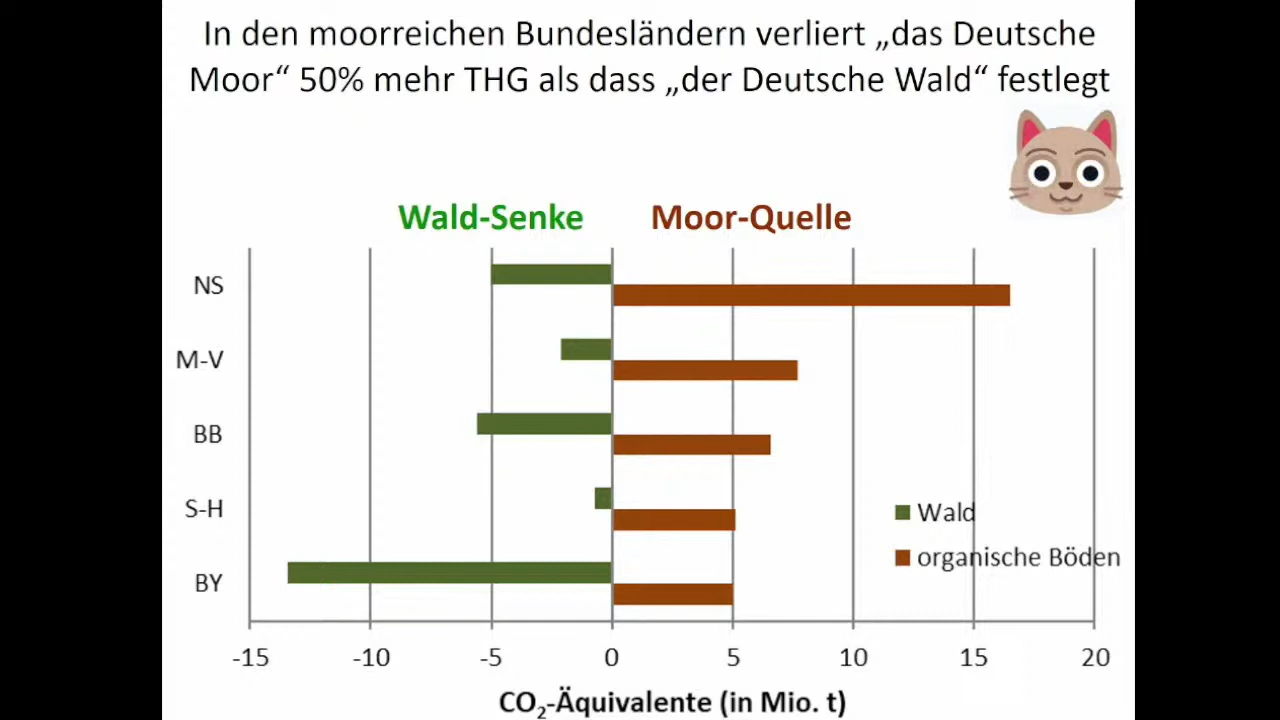 In den moorreichen Bundesländern verliert „das Deutsche
Moor“ 50% mehr THG als dass „der Deutsche Wald“ festlegt
Wald-Senke Moor-Quelle
NS
M-V
BB
S-H
BY
Wald
organische Böden
-15 -10 -5 0 5 10 15 20
CO₂-Äquivalente (in Mio. t)